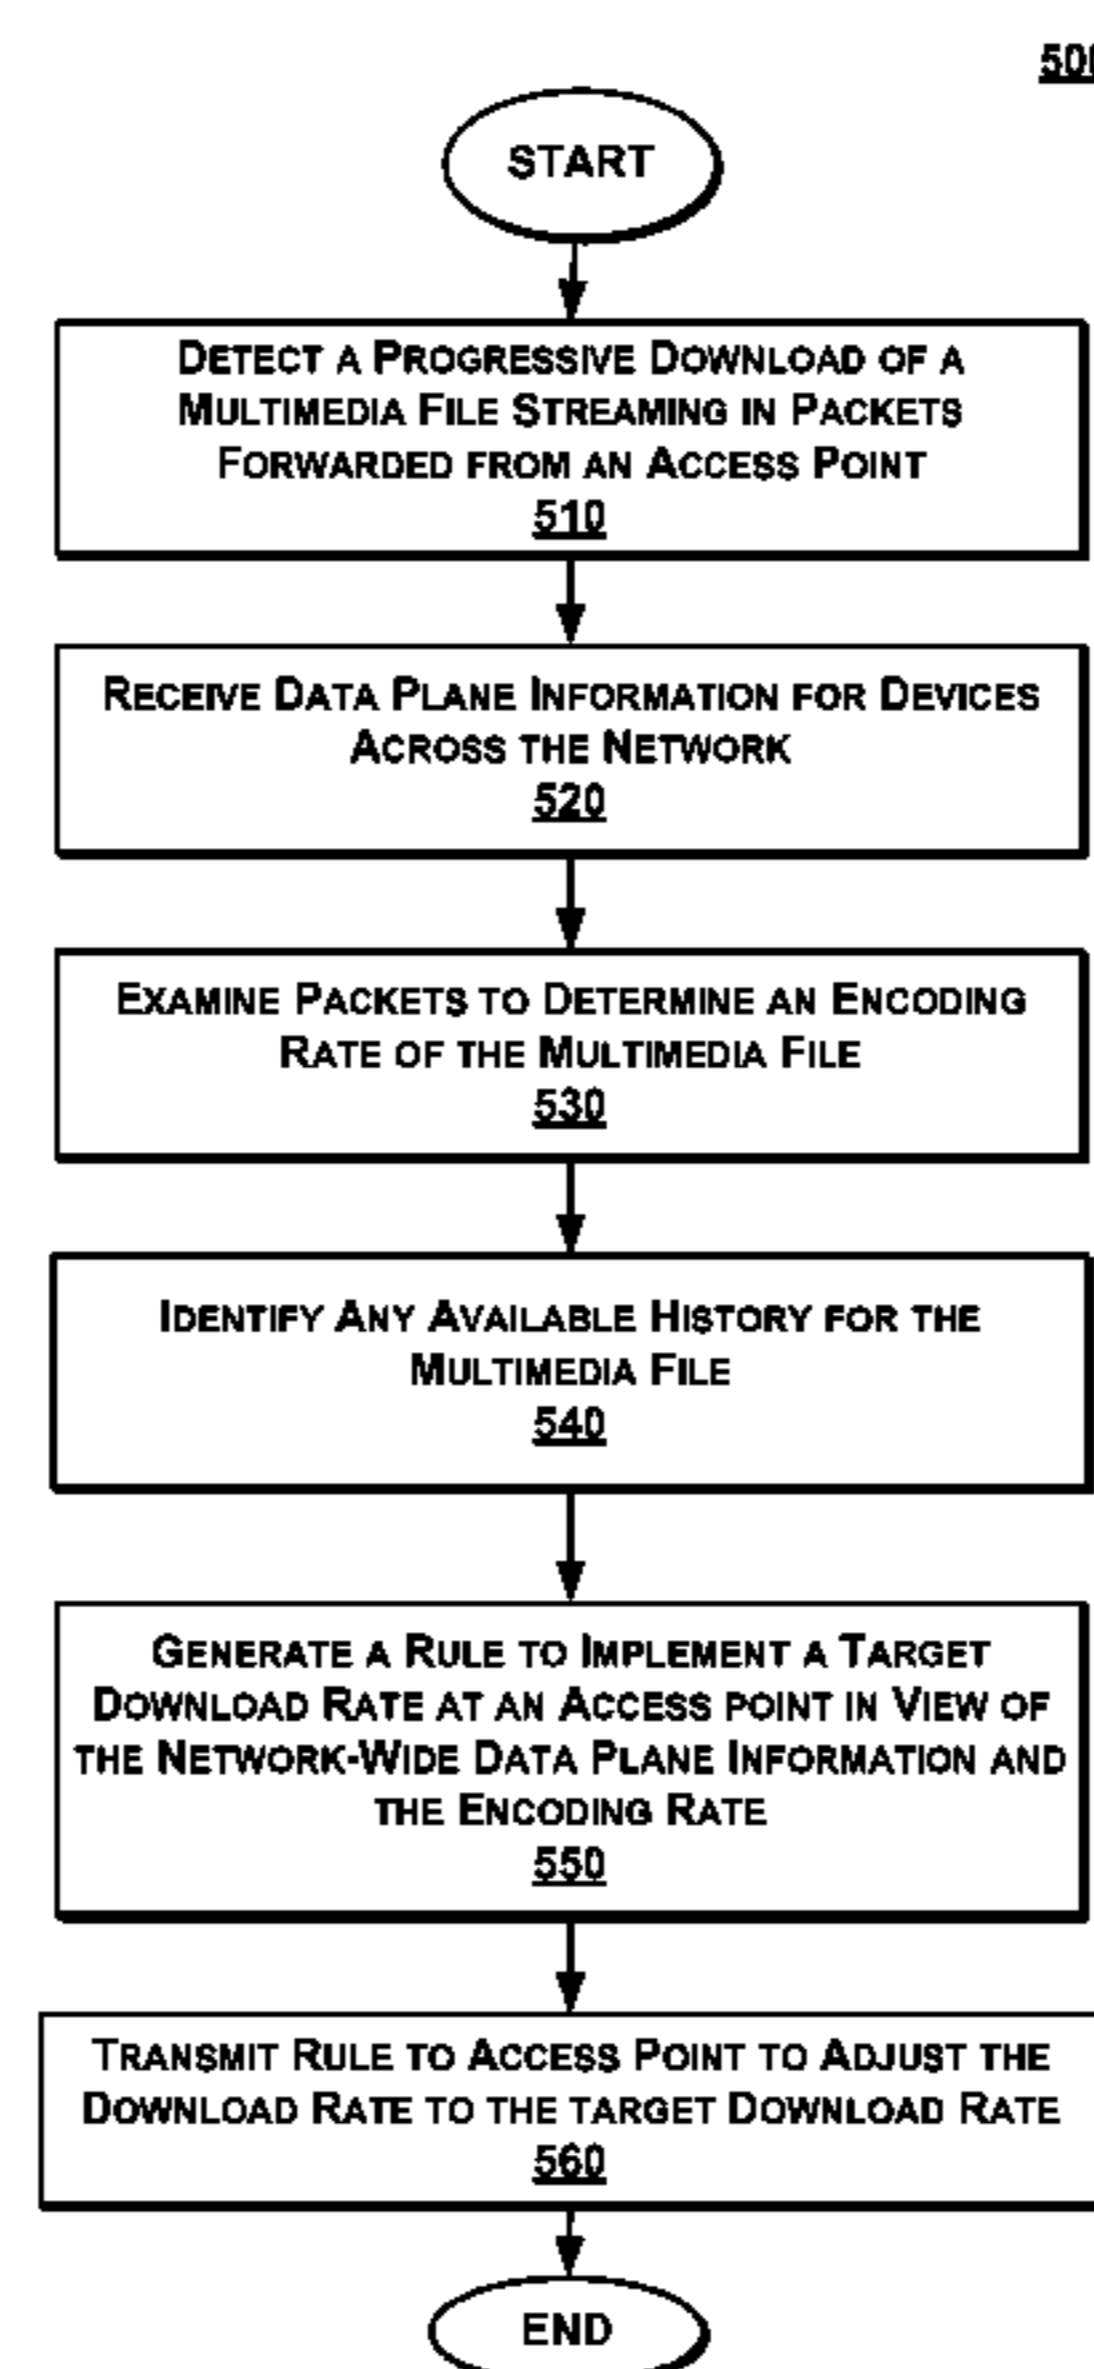 500
START
DETECT A PROGRESSIVE DOWNLOAD OF A
MULTIMEDIA FILE STREAMING IN PACKETS
FORWARDED FROM AN ACCESS POINT
510
RECEIVE DATA PLANE INFORMATION FOR DEVICES
ACROSS THE NETWORK
520
EXAMINE PACKETS TO DETERMINE AN ENCODING
RATE OF THE MULTIMEDIA FILE
530
IDENTIFY ANY AVAILABLE HISTORY FOR THE
MULTIMEDIA FILE
540
GENERATE A RULE TO IMPLEMENT A TARGET
DOWNLOAD RATE AT AN ACCESS POINT IN VIEW OF
THE NETWORK-WIDE DATA PLANE INFORMATION AND
THE ENCODING RATE
550
TRANSMIT RULE TO ACCESS POINT TO ADJUST THE
DOWNLOAD RATE TO THE TARGET DOWNLOAD RATE
560
END